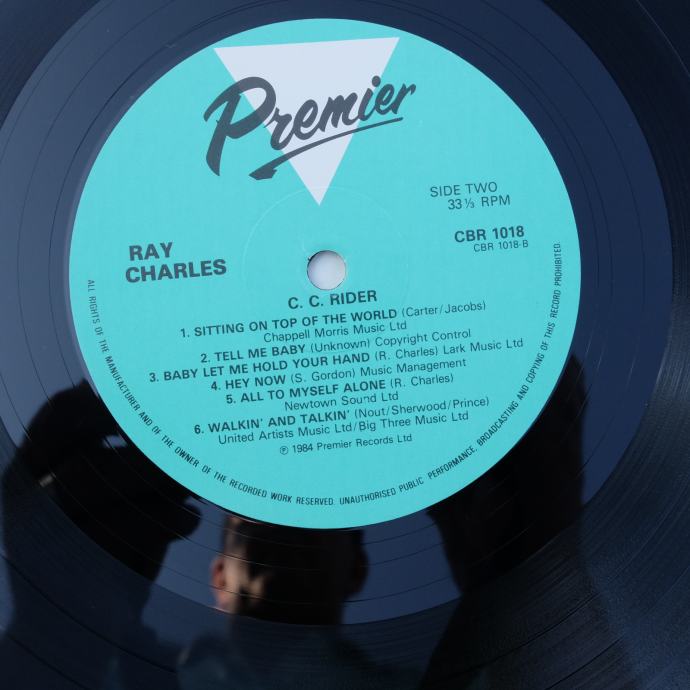 Premier
SIDE TWO
33⅓ RPM
CBR 1018
CBR 1018-B
RAY
CHARLES
C. C. RIDER
1. SITTING ON TOP OF THE WORLD (Carter/Jacobs)
Chappell Morris Music Ltd
2. TELL ME BABY (Unknown) Copyright Control
3. BABY LET ME HOLD YOUR HAND (R. Charles) Lark Music Ltd
4. HEY NOW (S. Gordon) Music Management
5. ALL TO MYSELF ALONE (R. Charles)
Newtown Sound Ltd
6. WALKIN' AND TALKIN' (Nout/Sherwood/Prince)
United Artists Music Ltd/Big Three Music Ltd
℗ 1984 Premier Records Ltd
ALL RIGHTS OF THE MANUFACTURER AND OF THE OWNER OF THE RECORDED WORK RESERVED. UNAUTHORISED PUBLIC PERFORMANCE, BROADCASTING AND COPYING OF THIS RECORD PROHIBITED.